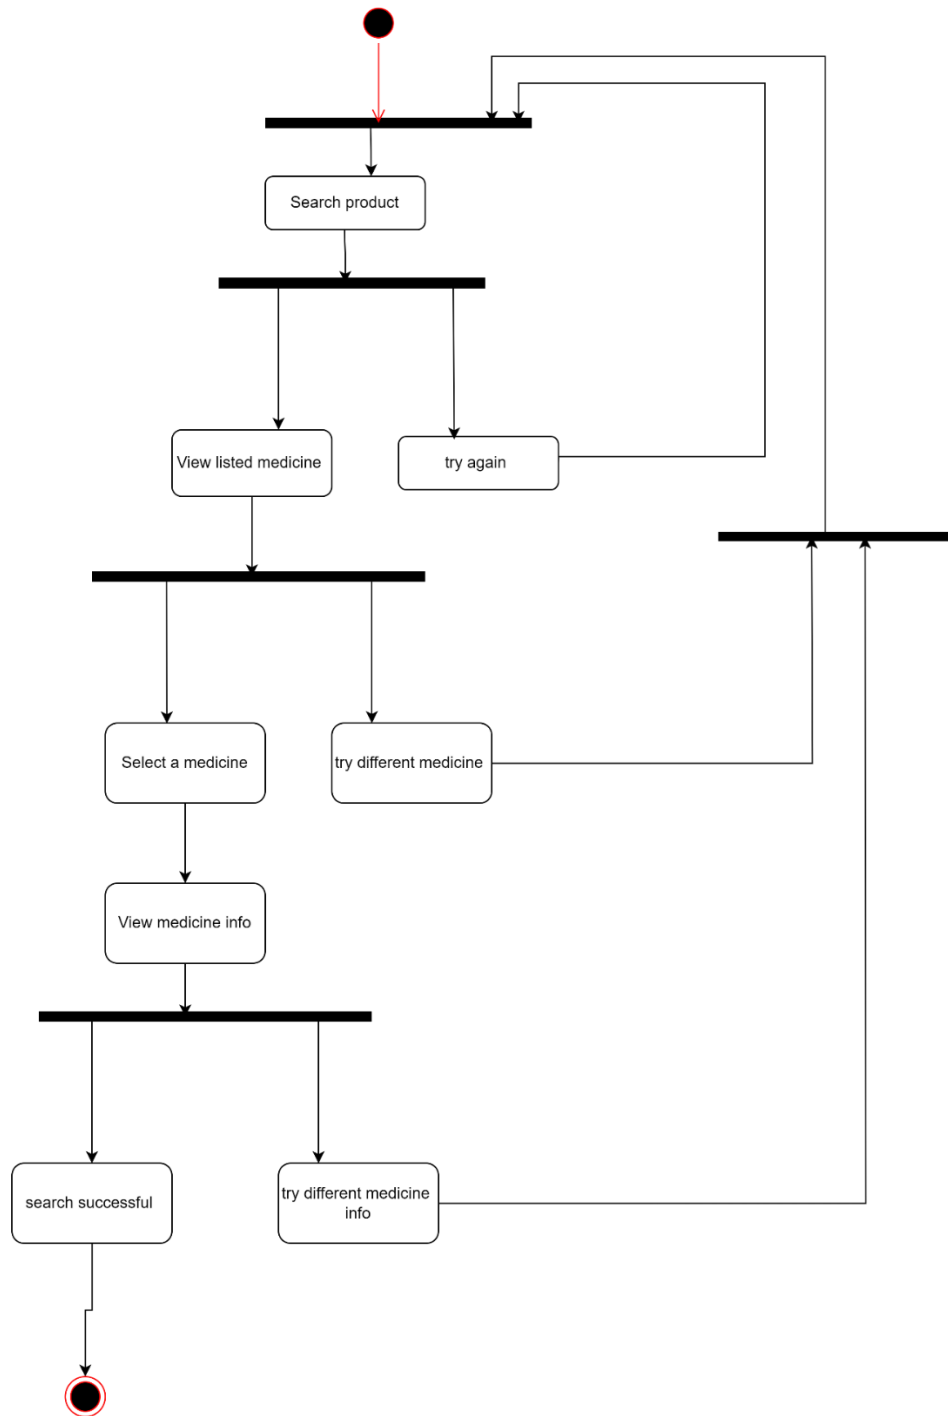 Search product
View listed medicine
try again
Select a medicine
try different medicine
View medicine info
search successful
try different medicine
info